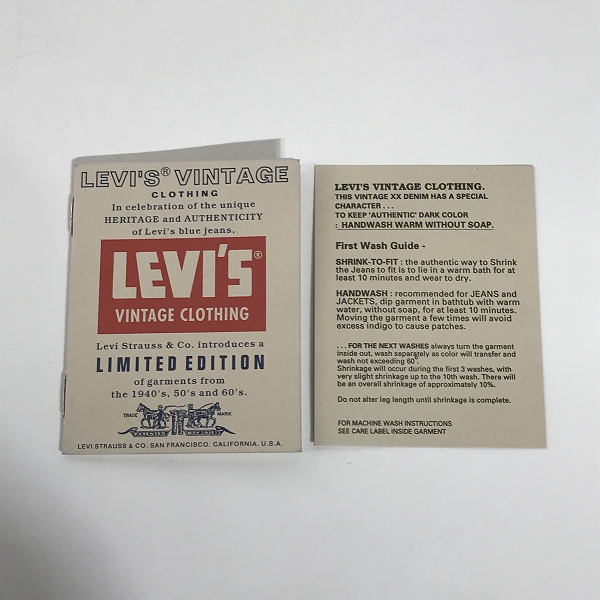 LEVI'S® VINTAGE
CLOTHING
In celebration of the unique
HERITAGE and AUTHENTICITY
of Levi's blue jeans.
LEVI'S®
VINTAGE CLOTHING
Levi Strauss & Co. introduces a
LIMITED EDITION
of garments from
the 1940's, 50's and 60's.
TRADE MARK
LEVI STRAUSS & CO. SAN FRANCISCO. CALIFORNIA. U.S.A.
LEVI'S VINTAGE CLOTHING.
THIS VINTAGE XX DENIM HAS A SPECIAL
CHARACTER . . .
TO KEEP 'AUTHENTIC' DARK COLOR
: HANDWASH WARM WITHOUT SOAP.
First Wash Guide -
SHRINK-TO-FIT : the authentic way to Shrink
the Jeans to fit is to lie in a warm bath for at
least 10 minutes and wear to dry.
HANDWASH : recommended for JEANS and
JACKETS, dip garment in bathtub with warm
water, without soap, for at least 10 minutes.
Moving the garment a few times will avoid
excess indigo to cause patches.
. . . FOR THE NEXT WASHES always turn the garment
inside out, wash separately as color will transfer and
wash not exceeding 60°.
Shrinkage will occur during the first 3 washes, with
very slight shrinkage up to the 10th wash. There will
be an overall shrinkage of approximately 10%.
Do not alter leg length until shrinkage is complete.
FOR MACHINE WASH INSTRUCTIONS
SEE CARE LABEL INSIDE GARMENT